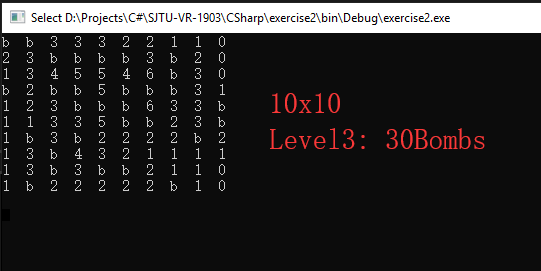 Select D:\Projects\C#\SJTU-VR-1903\CSharp\exercise2\bin\Debug\exercise2.exe
b b 3 3 3 2 2 1 1 0
2 3 b b b b 3 b 2 0
1 3 4 5 5 4 6 b 3 0
b 2 b b 5 b b b 3 1
1 2 3 b b b 6 3 3 b
1 1 3 3 5 b b 2 3 b
1 b 3 b 2 2 2 2 b 2
1 3 b 4 3 2 1 1 1 1
1 3 b 3 b b 2 1 1 0
1 b 2 2 2 2 2 b 1 0
10x10
Level3: 30Bombs